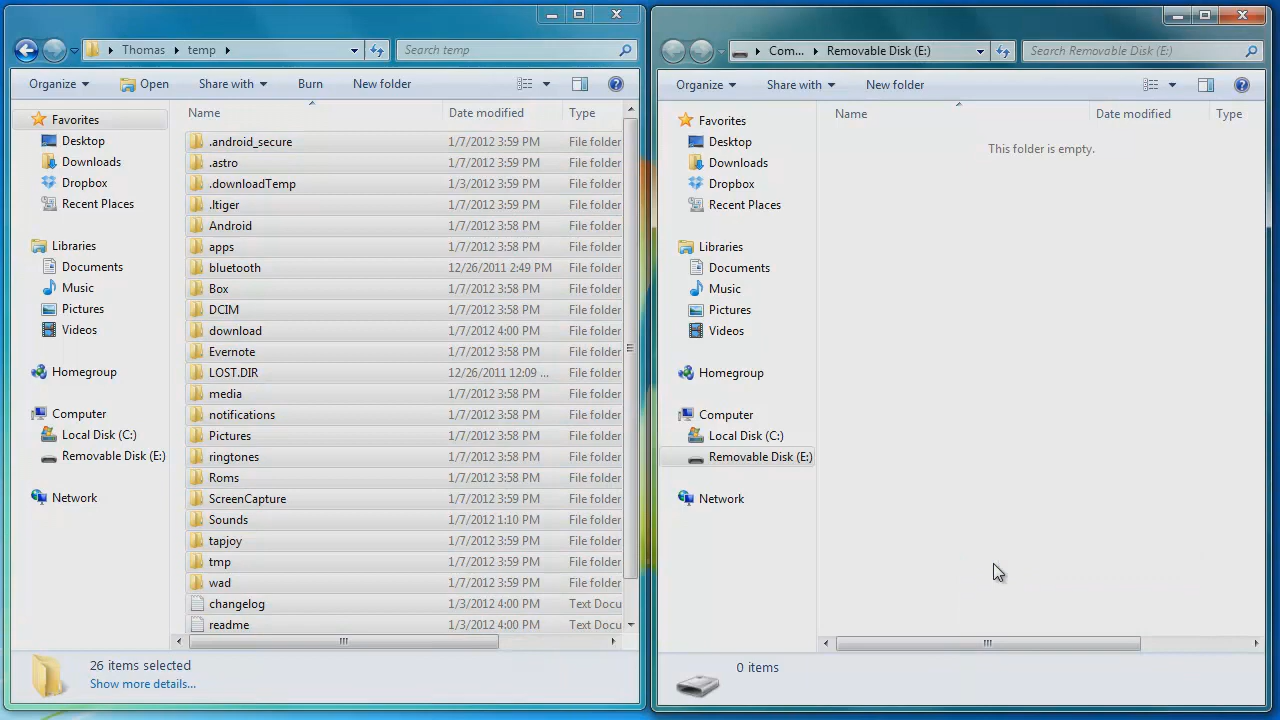 Thomas temp
Search temp
Organize Open Share with Burn New folder
Favorites
Desktop
Downloads
Dropbox
Recent Places
Libraries
Documents
Music
Pictures
Videos
Homegroup
Computer
Local Disk (C:)
Removable Disk (E:)
Network
Name Date modified Type
.android_secure 1/7/2012 3:59 PM File folder
.astro 1/7/2012 3:59 PM File folder
.downloadTemp 1/3/2012 4:00 PM File folder
.ltiger 1/7/2012 3:59 PM File folder
Android 1/7/2012 3:58 PM File folder
apps 1/7/2012 3:58 PM File folder
bluetooth 12/26/2011 2:49 PM File folder
Box 1/7/2012 3:58 PM File folder
DCIM 1/7/2012 3:58 PM File folder
download 1/7/2012 4:00 PM File folder
Evernote 1/7/2012 3:58 PM File folder
LOST.DIR 12/26/2011 12:09 ... File folder
media 1/7/2012 3:58 PM File folder
notifications 1/7/2012 3:58 PM File folder
Pictures 1/7/2012 3:58 PM File folder
ringtones 1/7/2012 3:58 PM File folder
Roms 1/7/2012 3:58 PM File folder
ScreenCapture 1/7/2012 3:59 PM File folder
Sounds 1/7/2012 1:10 PM File folder
tapjoy 1/7/2012 3:59 PM File folder
tmp 1/7/2012 3:59 PM File folder
wad 1/7/2012 3:59 PM File folder
changelog 1/3/2012 4:00 PM Text Docu
readme 1/3/2012 4:00 PM Text Docu
26 items selected
Show more details...
Com... Removable Disk (E:)
Search Removable Disk (E:)
Organize Share with New folder
Favorites
Desktop
Downloads
Dropbox
Recent Places
Libraries
Documents
Music
Pictures
Videos
Homegroup
Computer
Local Disk (C:)
Removable Disk (E:)
Network
Name Date modified Type
This folder is empty.
0 items